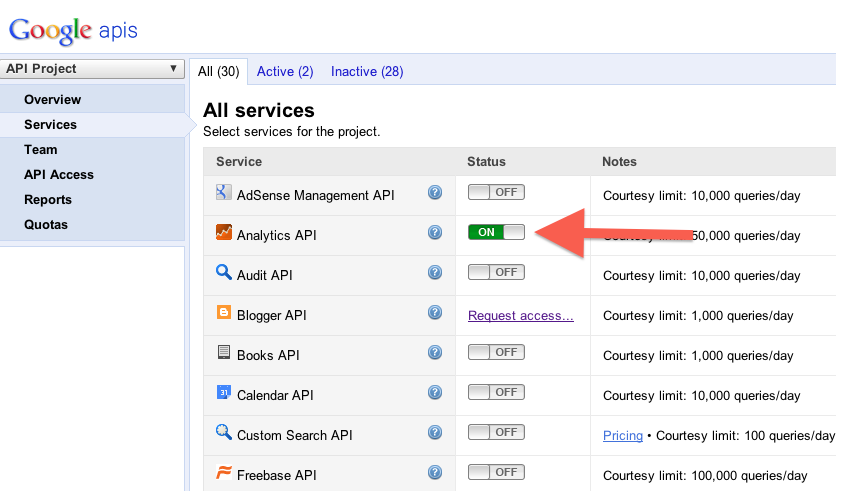 Google apis
API Project
All (30) Active (2) Inactive (28)
Overview
Services
Team
API Access
Reports
Quotas
All services
Select services for the project.
Service Status Notes
AdSense Management API ? OFF Courtesy limit: 10,000 queries/day
Analytics API ? ON Courtesy limit: 50,000 queries/day
Audit API ? OFF Courtesy limit: 10,000 queries/day
Blogger API ? Request access... Courtesy limit: 1,000 queries/day
Books API ? OFF Courtesy limit: 1,000 queries/day
31 Calendar API ? OFF Courtesy limit: 10,000 queries/day
Custom Search API ? OFF Pricing • Courtesy limit: 100 queries/day
Freebase API ? OFF Courtesy limit: 100,000 queries/day